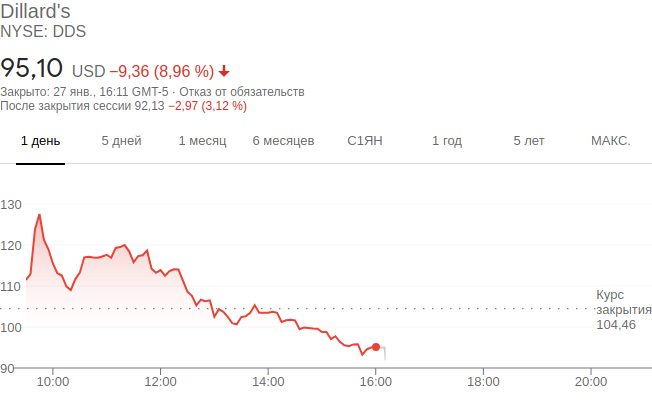 Dillard's
NYSE: DDS
95,10 USD −9,36 (8,96 %)
Закрыто: 27 янв., 16:11 GMT-5 · Отказ от обязательств
После закрытия сессии 92,13 −2,97 (3,12 %)
1 день 5 дней 1 месяц 6 месяцев С1ЯН 1 год 5 лет МАКС.
130
120
110
Курс
закрытия
104,46
100
90
10:00 12:00 14:00 16:00 18:00 20:00